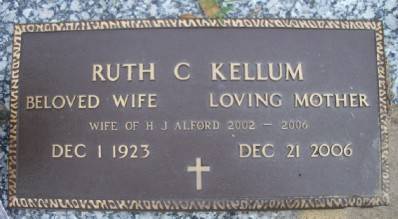 RUTH C KELLUM
BELOVED WIFE LOVING MOTHER
WIFE OF H J ALFORD 2002 - 2006
DEC 1 1923 DEC 21 2006